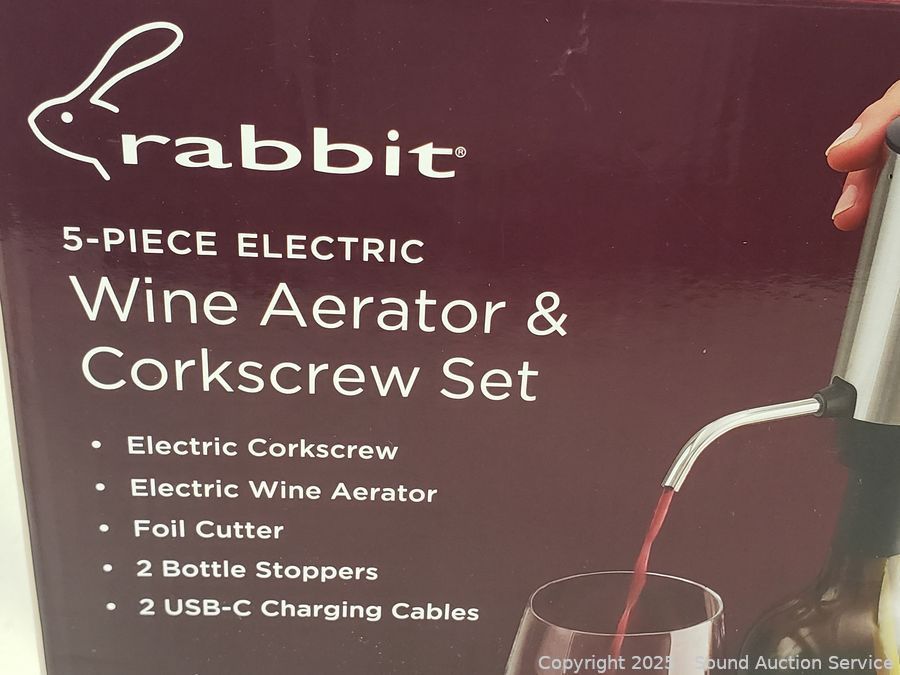 rabbit®
5-PIECE ELECTRIC
Wine Aerator &
Corkscrew Set
• Electric Corkscrew
• Electric Wine Aerator
• Foil Cutter
• 2 Bottle Stoppers
• 2 USB-C Charging Cables
Copyright 2025 - Sound Auction Service